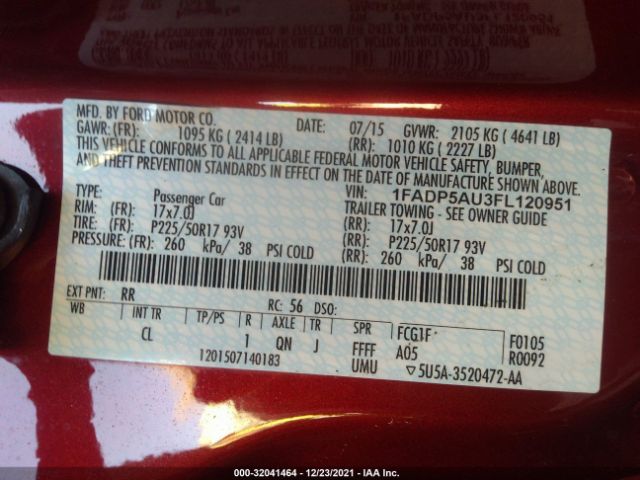 MFD. BY FORD MOTOR CO.
DATE: 07/15 GVWR: 2105 KG (4641 LB)
GAWR: (FR) 1095 KG (2414 LB) (RR) 1010 KG (2227 LB)
THIS VEHICLE CONFORMS TO ALL APPLICABLE FEDERAL MOTOR VEHICLE SAFETY, BUMPER,
AND THEFT PREVENTION STANDARDS IN EFFECT ON THE DATE OF MANUFACTURE SHOWN ABOVE.
VIN: 1FADP5AU3FL120951
TYPE: Passenger Car TRAILER TOWING - SEE OWNER GUIDE
RIM: (FR) 17x7.0J (RR) 17x7.0J
TIRE: (FR) P225/50R17 93V (RR) P225/50R17 93V
PRESSURE: (FR) 260 kPa/ 38 PSI COLD (RR) 260 kPa/ 38 PSI COLD
EXT PNT: RR RC: 56 DSO:
WB INT TR TP/PS R AXLE TR SPR FCG1F F0105
CL 1 QN J FFFF A05 R0092
1201507140183 UMU 5U5A-3520472-AA
000-32041464 - 12/23/2021 - IAA Inc.